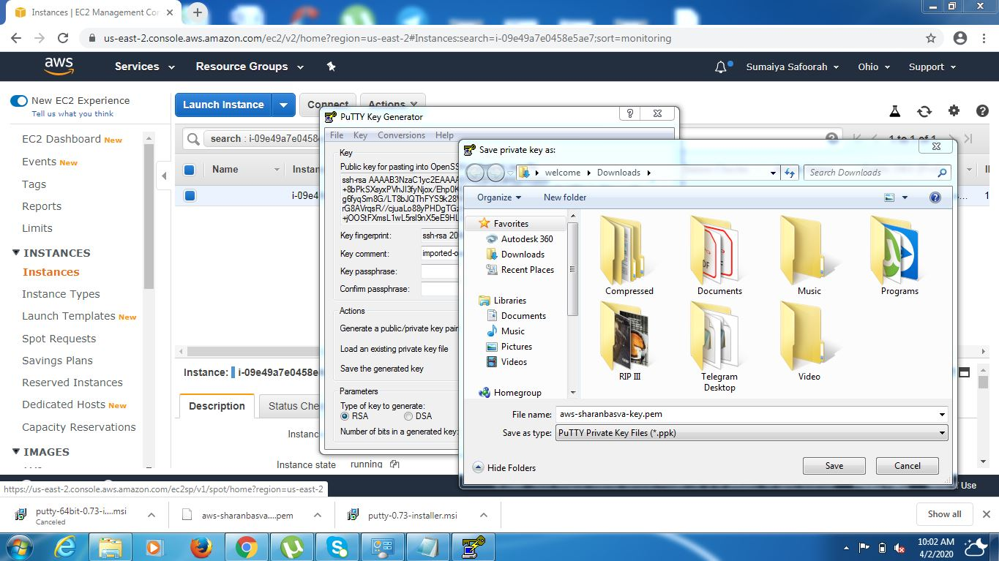 Instances | EC2 Management Con
us-east-2.console.aws.amazon.com/ec2/v2/home?region=us-east-2#Instances:search=i-09e49a7e0458e5ae7;sort=monitoring
aws
Services
Resource Groups
Sumaiya Safoorah
Ohio
Support
New EC2 Experience
Tell us what you think
EC2 Dashboard New
Events New
Tags
Reports
Limits
INSTANCES
Instances
Instance Types
Launch Templates New
Spot Requests
Savings Plans
Reserved Instances
Dedicated Hosts New
Capacity Reservations
IMAGES
Launch Instance
Connect
Actions
search : i-09e49a7e0458
1 to 1 of 1
Name
Instan
i-09e4
Instance:
i-09e49a7e0458e
Description
Status Che
Instanc
Instance state
running
PuTTY Key Generator
File
Key
Conversions
Help
Key
Public key for pasting into OpenSS
ssh-rsa AAAAB3NzaC1yc2EAAAA
Key fingerprint:
ssh-rsa 20
Key comment:
imported-o
Key passphrase:
Confirm passphrase:
Actions
Generate a public/private key pair
Load an existing private key file
Save the generated key
Parameters
Type of key to generate:
RSA
DSA
Number of bits in a generated key:
Save private key as:
welcome
Downloads
Search Downloads
Organize
New folder
Favorites
Autodesk 360
Downloads
Recent Places
Libraries
Documents
Music
Pictures
Videos
Homegroup
Compressed
Documents
Music
Programs
RIP III
Telegram
Desktop
Video
File name:
aws-sharanbasva-key.pem
Save as type:
PuTTY Private Key Files (*.ppk)
Hide Folders
Save
Cancel
https://us-east-2.console.aws.amazon.com/ec2sp/v1/spot/home?region=us-east-2
Use
putty-64bit-0.73-i....msi
Canceled
aws-sharanbasva....pem
putty-0.73-installer.msi
Show all
10:02 AM
4/2/2020